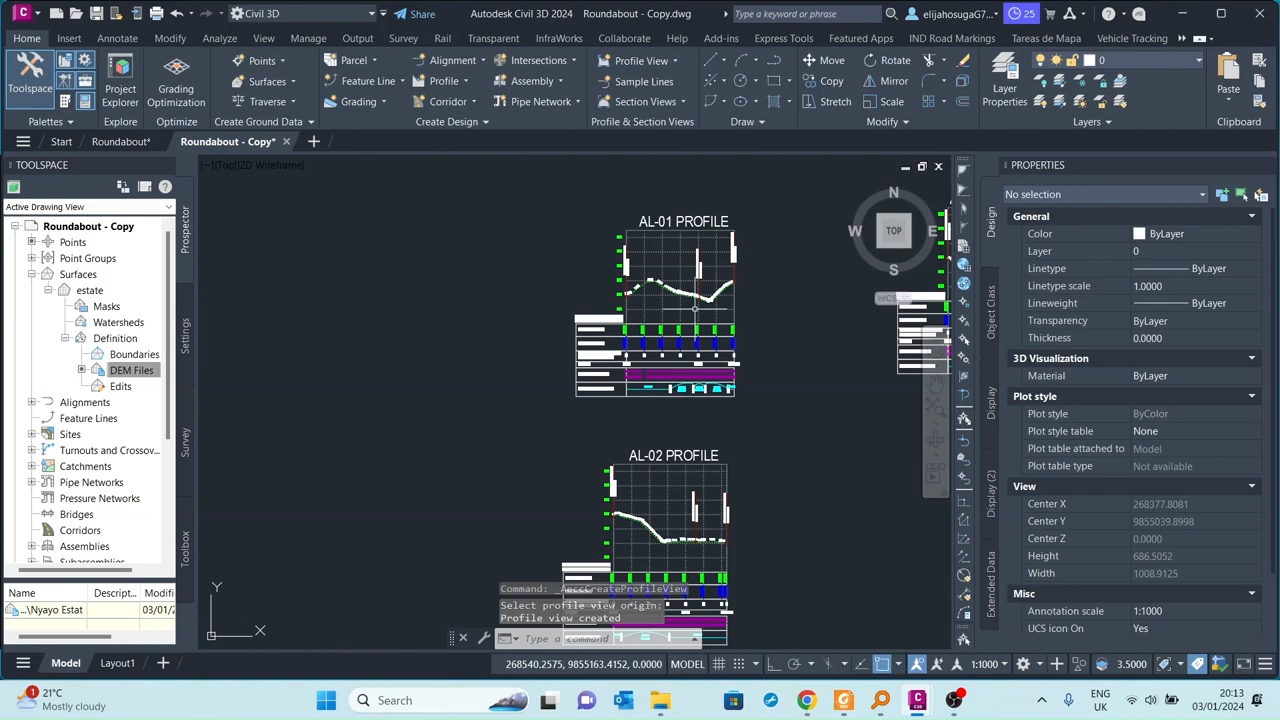 Civil 3D
Share
Autodesk Civil 3D 2024
Roundabout - Copy.dwg
Type a keyword or phrase
elijahosugaG7...
25
Home
Insert
Annotate
Modify
Analyze
View
Manage
Output
Survey
Rail
Transparent
InfraWorks
Collaborate
Help
Add-ins
Express Tools
Featured Apps
IND Road Markings
Tareas de Mapa
Vehicle Tracking
Toolspace
Palettes
Project
Explorer
Explore
Grading
Optimization
Optimize
Points
Surfaces
Traverse
Create Ground Data
Parcel
Feature Line
Grading
Alignment
Profile
Corridor
Intersections
Assembly
Pipe Network
Create Design
Profile View
Sample Lines
Section Views
Profile & Section Views
Draw
Move
Copy
Stretch
Rotate
Mirror
Scale
Modify
Layer
Properties
0
Layers
Paste
Clipboard
Start
Roundabout*
Roundabout - Copy*
TOOLSPACE
Active Drawing View
Roundabout - Copy
Points
Point Groups
Surfaces
estate
Masks
Watersheds
Definition
Boundaries
DEM Files
Edits
Alignments
Feature Lines
Sites
Turnouts and Crossov...
Catchments
Pipe Networks
Pressure Networks
Bridges
Corridors
Assemblies
Subassemblies
Name
Descript...
Modifi
...\Nyayo Estat
03/01/2
Prospector
Settings
Survey
Toolbox
[−][Top][2D Wireframe]
AL-01 PROFILE
AL-02 PROFILE
N
W
TOP
E
S
WCS
Y
X
Command: _AeccCreateProfileView
Select profile view origin:
Profile view created
Type a command
PROPERTIES
No selection
General
Color
ByLayer
Layer
0
Linetype
ByLayer
Linetype scale
1.0000
Lineweight
ByLayer
Transparency
ByLayer
Thickness
0.0000
3D Visualization
Material
ByLayer
Plot style
Plot style
ByColor
Plot style table
None
Plot table attached to
Model
Plot table type
Not available
View
Center X
268377.8081
Center Y
9855039.8998
Center Z
0.0000
Height
686.5052
Width
1008.9125
Misc
Annotation scale
1:1000
UCS icon On
Yes
Design
Object Class
Display
Display (2)
Extended Data
Model
Layout1
268540.2575, 9855163.4152, 0.0000
MODEL
1:1000
3.5000
1
21°C
Mostly cloudy
Search
ENG
UK
20:13
03/01/2024